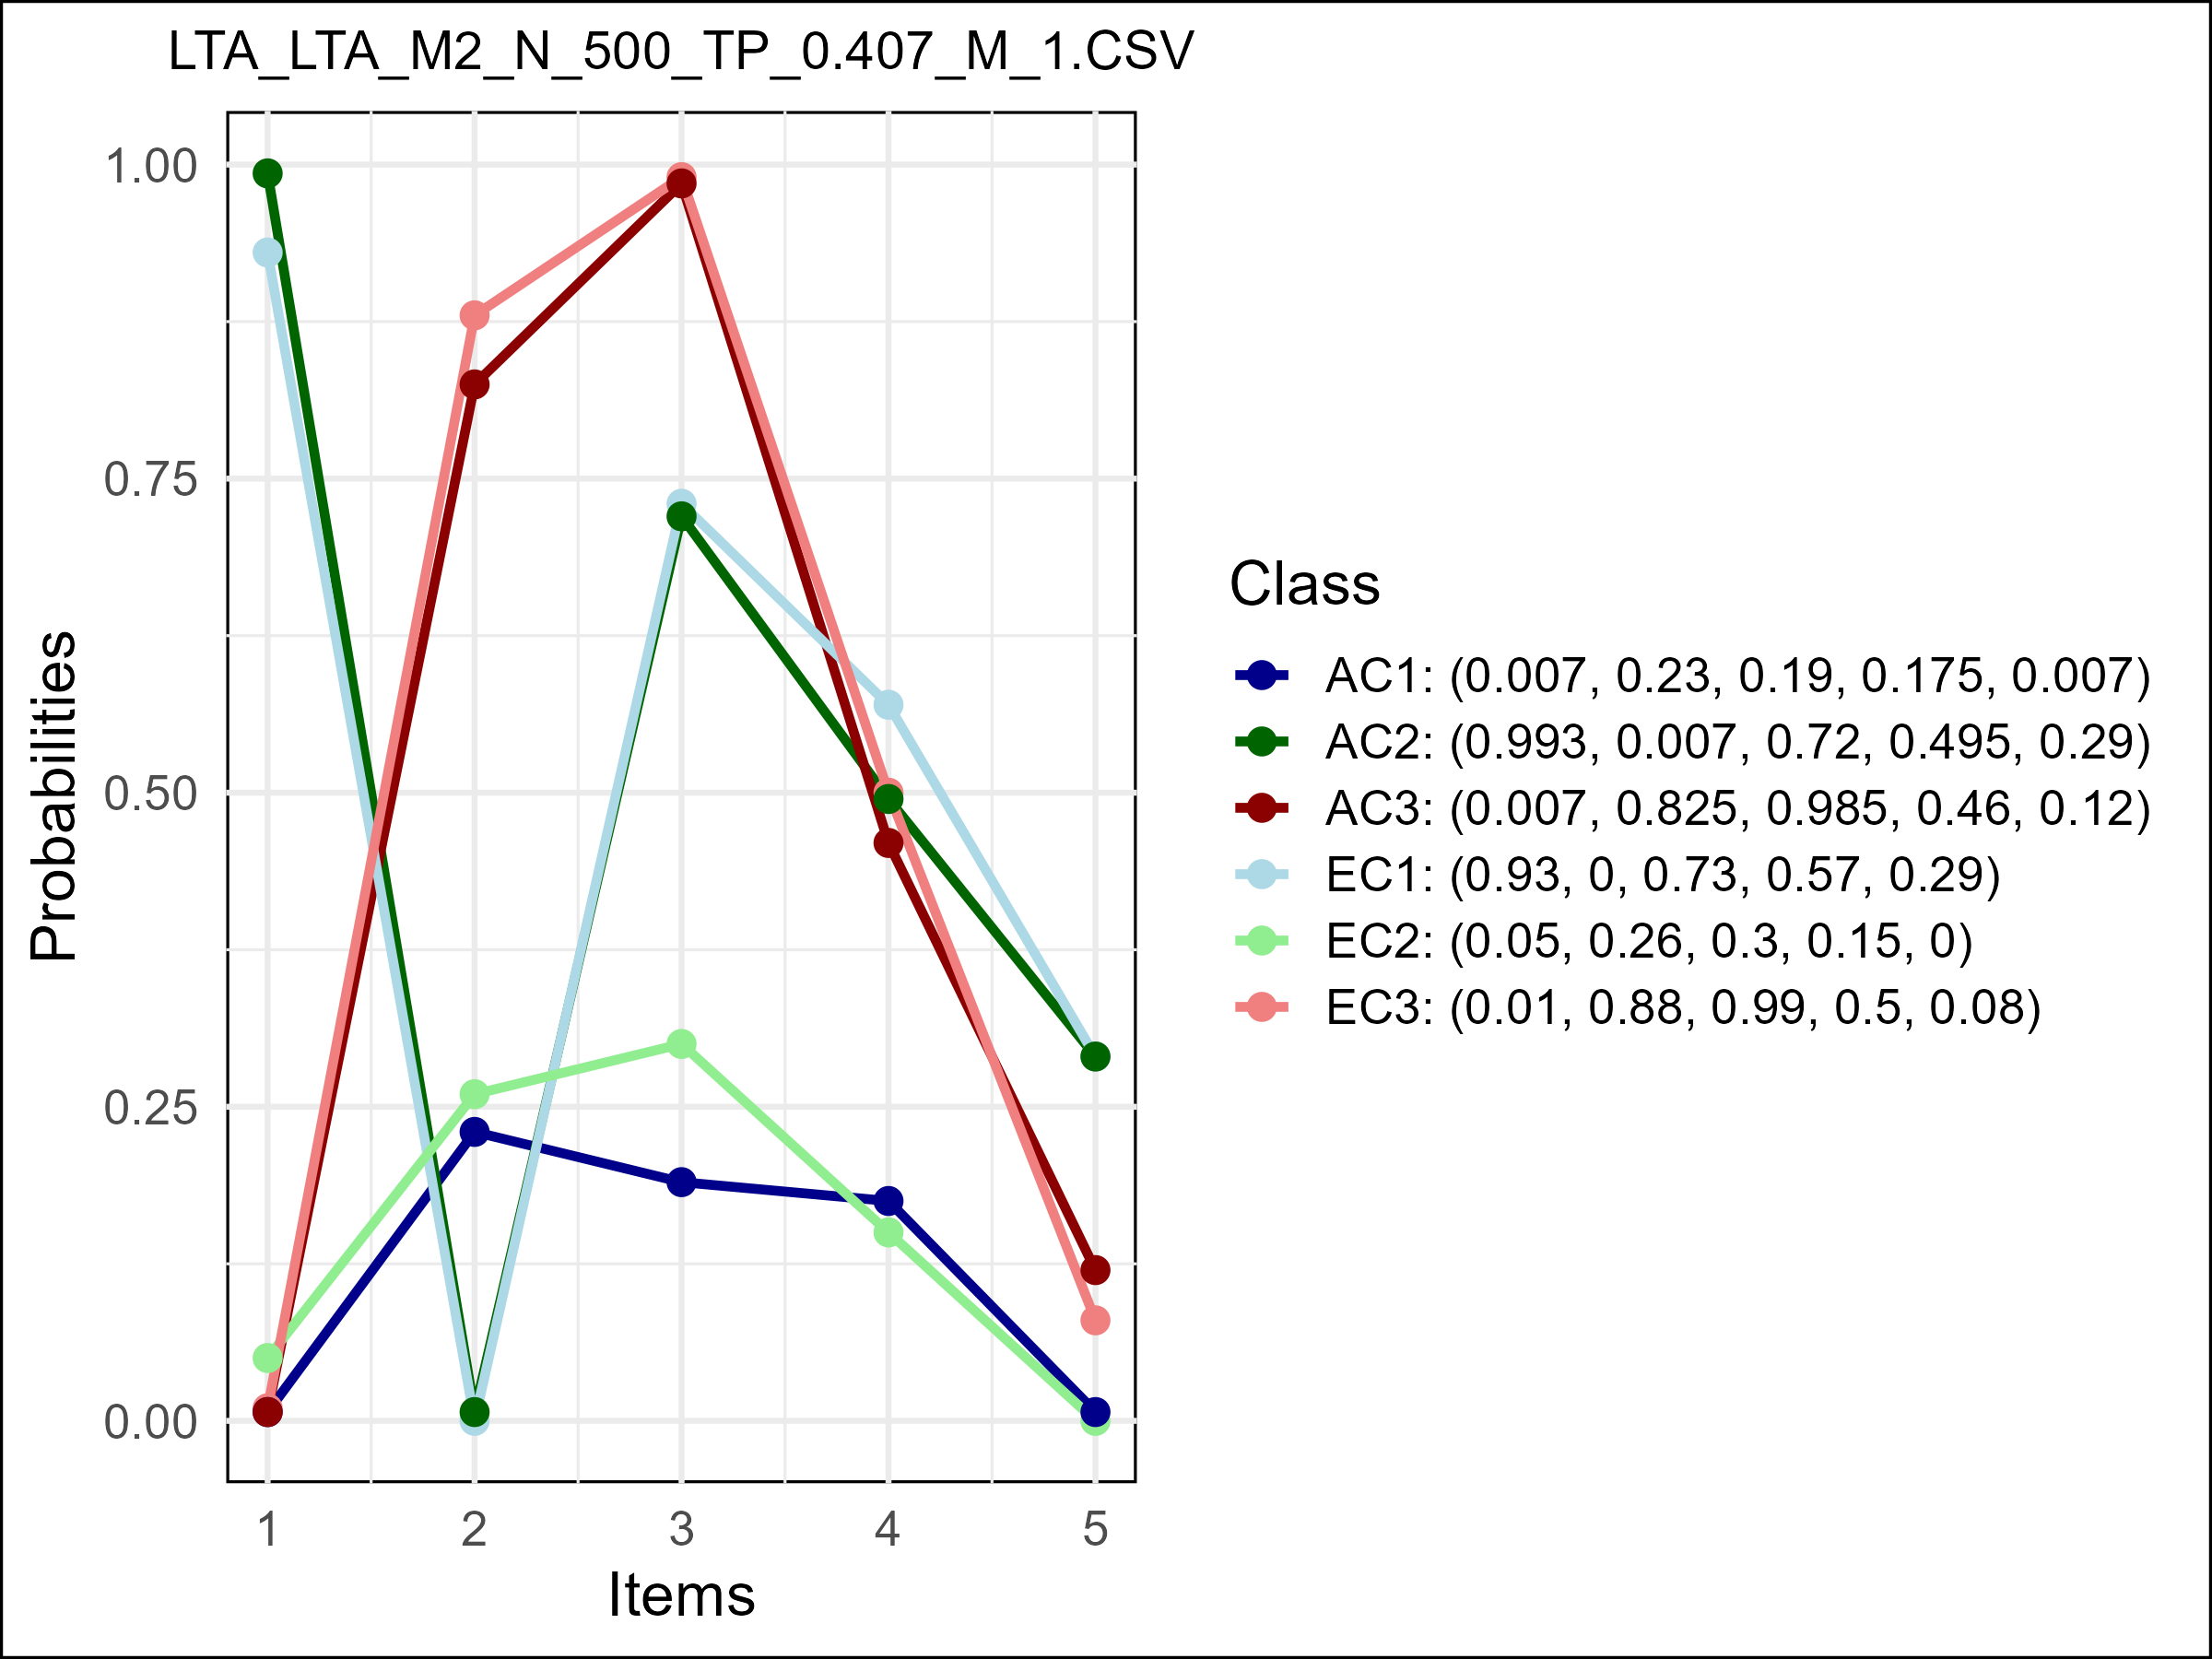 LTA_LTA_M2_N_500_TP_0.407_M_1.CSV
1.00
0.75
0.50
0.25
0.00
Probabilities
1 2 3 4 5
Items
Class
AC1: (0.007, 0.23, 0.19, 0.175, 0.007)
AC2: (0.993, 0.007, 0.72, 0.495, 0.29)
AC3: (0.007, 0.825, 0.985, 0.46, 0.12)
EC1: (0.93, 0, 0.73, 0.57, 0.29)
EC2: (0.05, 0.26, 0.3, 0.15, 0)
EC3: (0.01, 0.88, 0.99, 0.5, 0.08)